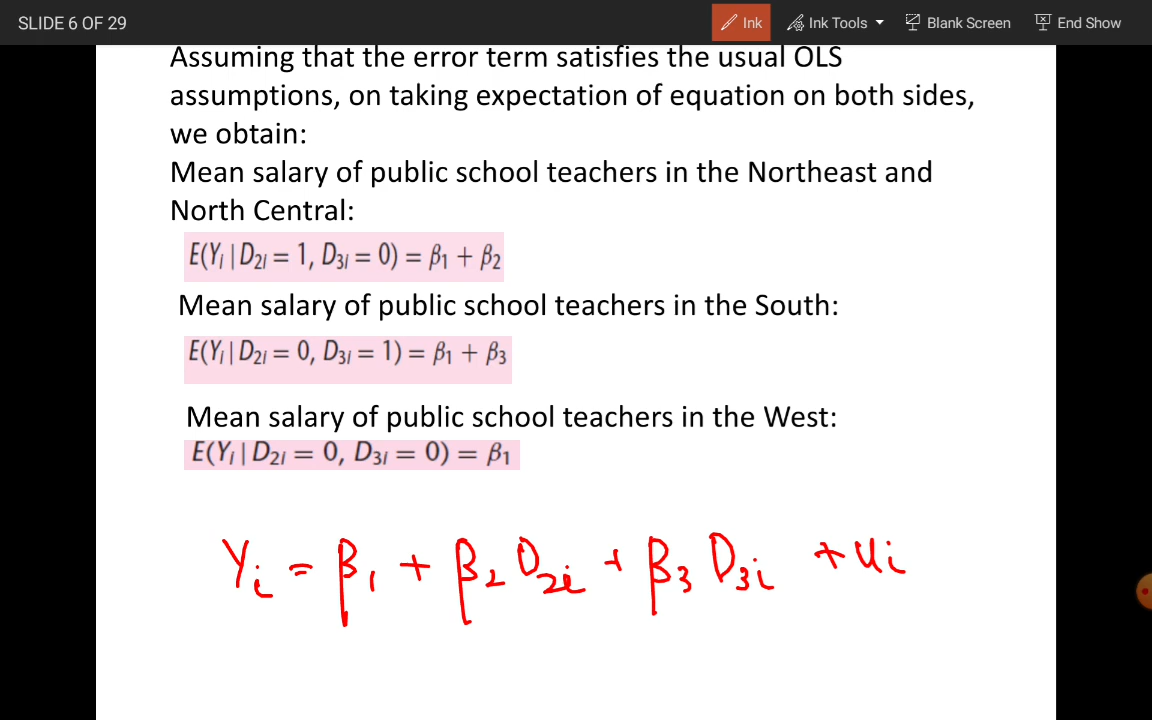 SLIDE 6 OF 29 Ink Ink Tools Blank Screen End Show
Assuming that the error term satisfies the usual OLS
assumptions, on taking expectation of equation on both sides,
we obtain:
Mean salary of public school teachers in the Northeast and
North Central:
E(Yᵢ | D₂ᵢ = 1, D₃ᵢ = 0) = β₁ + β₂
Mean salary of public school teachers in the South:
E(Yᵢ | D₂ᵢ = 0, D₃ᵢ = 1) = β₁ + β₃
Mean salary of public school teachers in the West:
E(Yᵢ | D₂ᵢ = 0, D₃ᵢ = 0) = β₁
Yᵢ = β₁ + β₂ D₂ᵢ + β₃ D₃ᵢ + uᵢ